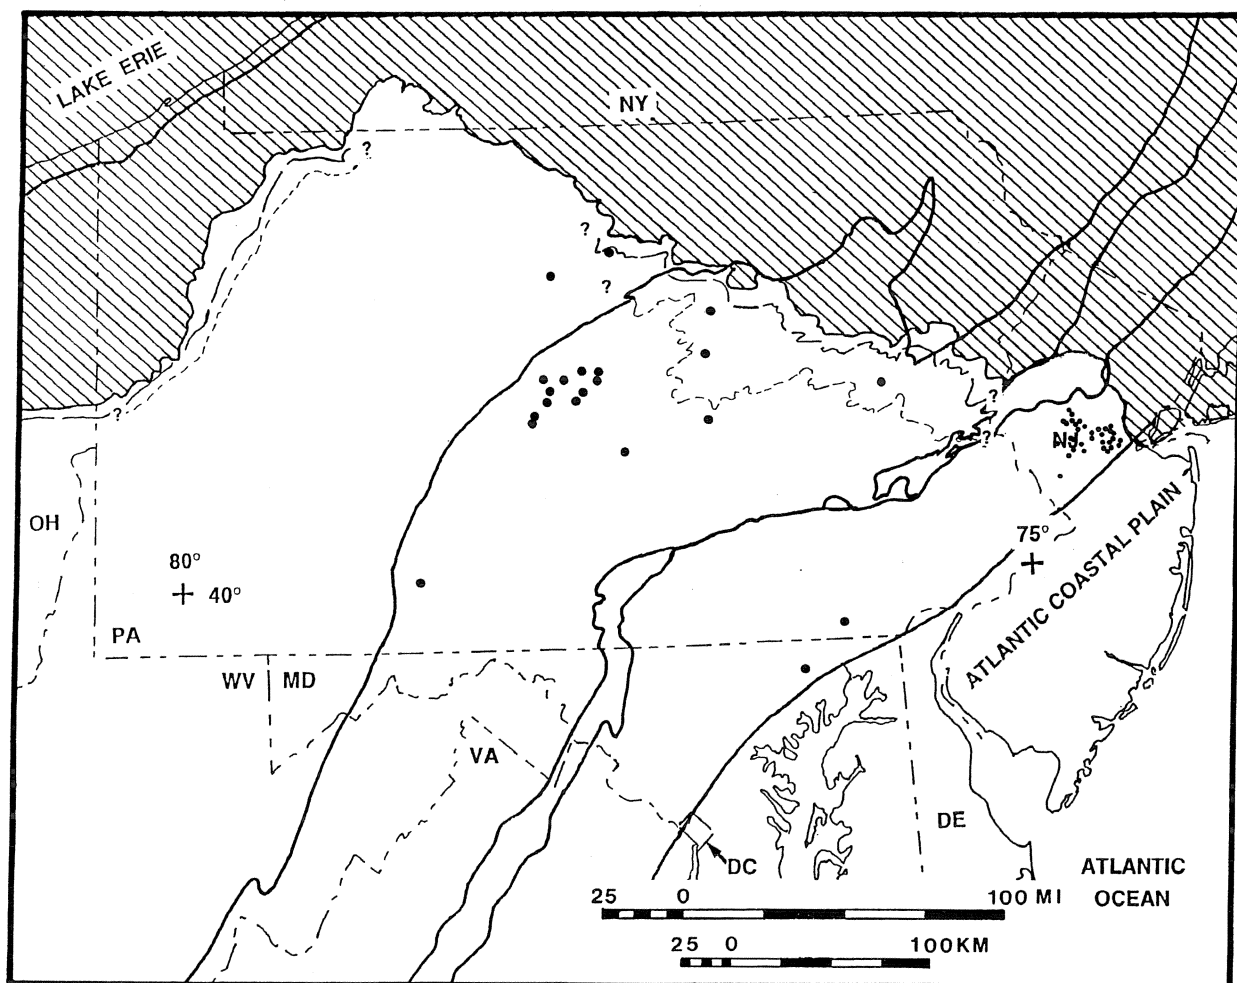 LAKE ERIE
NY
?
?
?
?
?
?
NJ
OH
75°
80°
40°
ATLANTIC COASTAL PLAIN
PA
WV
MD
VA
DE
DC
ATLANTIC
OCEAN
25 0 100 MI
25 0 100 KM